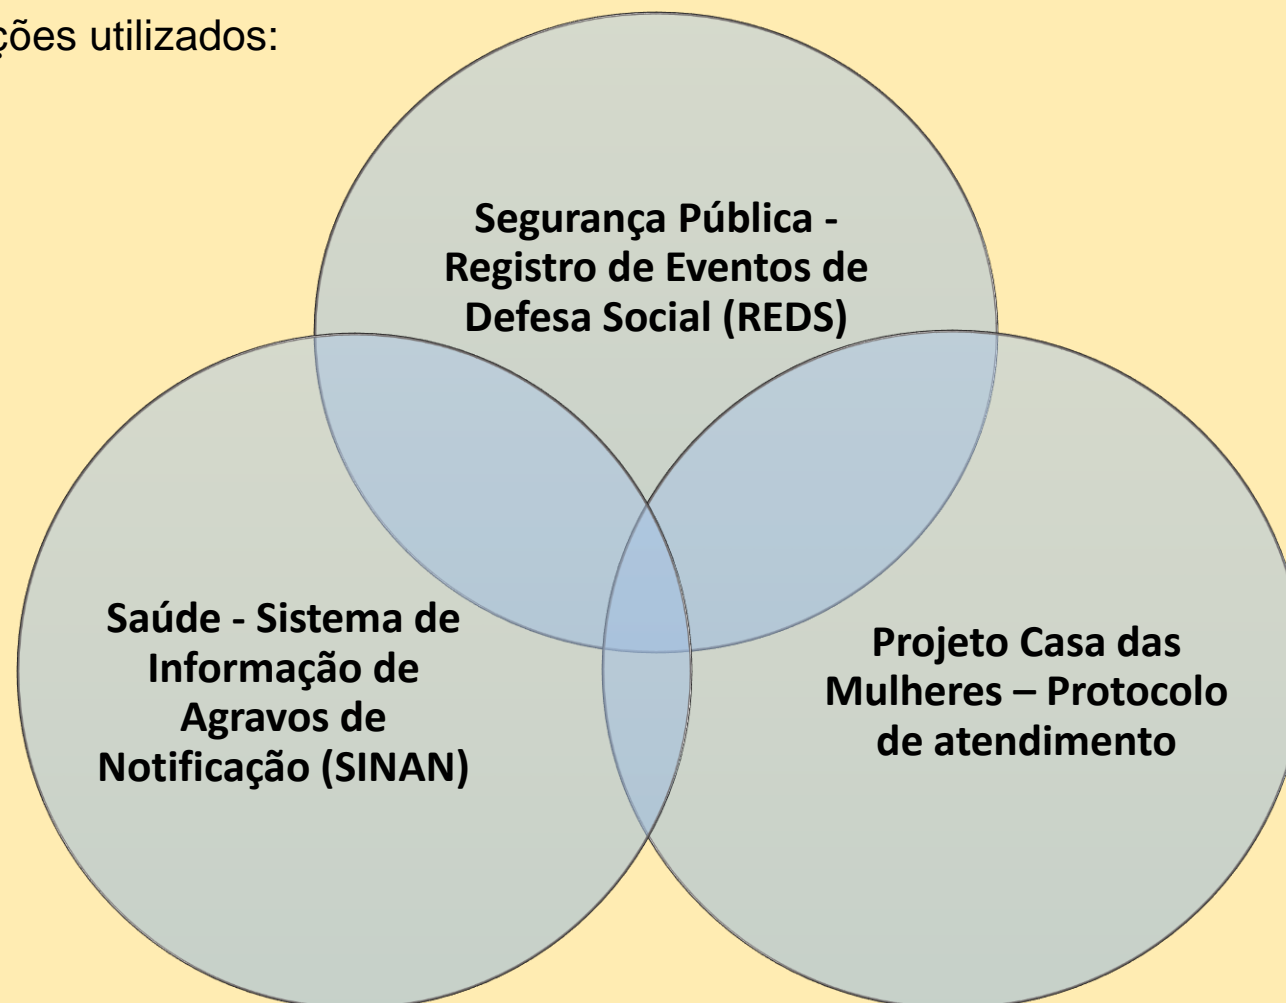 ções utilizados:
Segurança Pública -
Registro de Eventos de
Defesa Social (REDS)
Saúde - Sistema de
Informação de
Agravos de
Notificação (SINAN)
Projeto Casa das
Mulheres – Protocolo
de atendimento